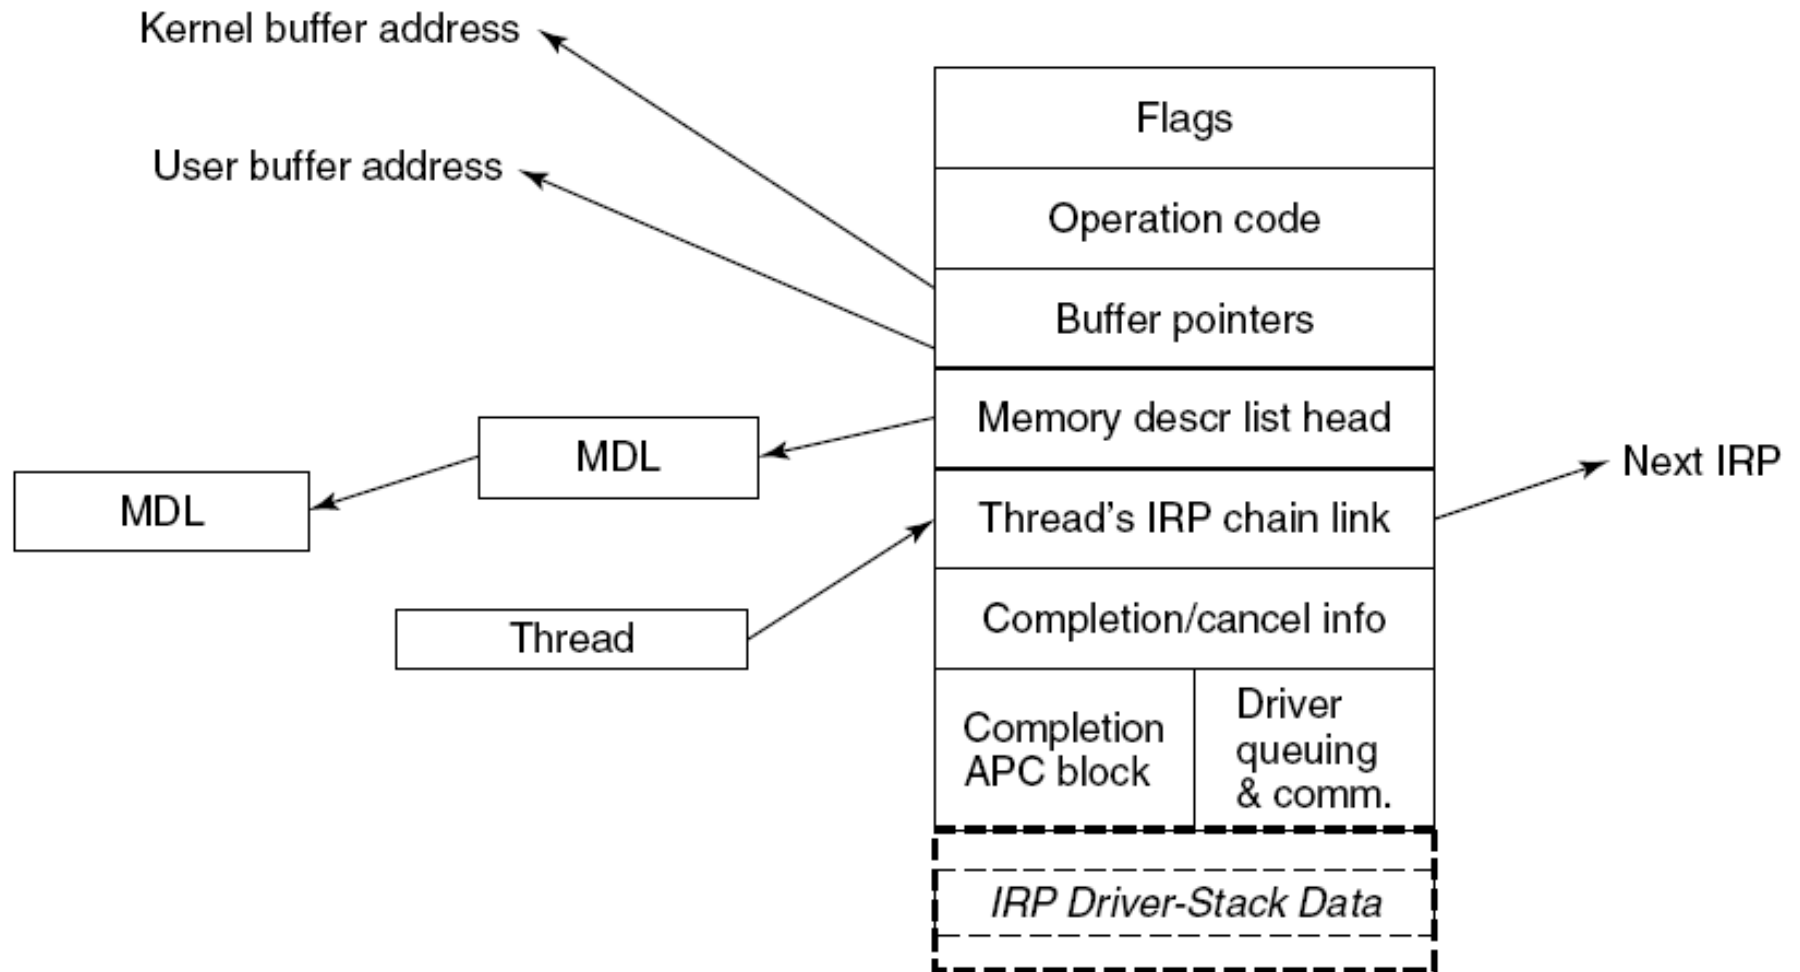 Kernel buffer address
User buffer address
Flags
Operation code
Buffer pointers
Memory descr list head
MDL
MDL
Thread's IRP chain link
Next IRP
Thread
Completion/cancel info
Completion
APC block
Driver
queuing
& comm.
IRP Driver-Stack Data